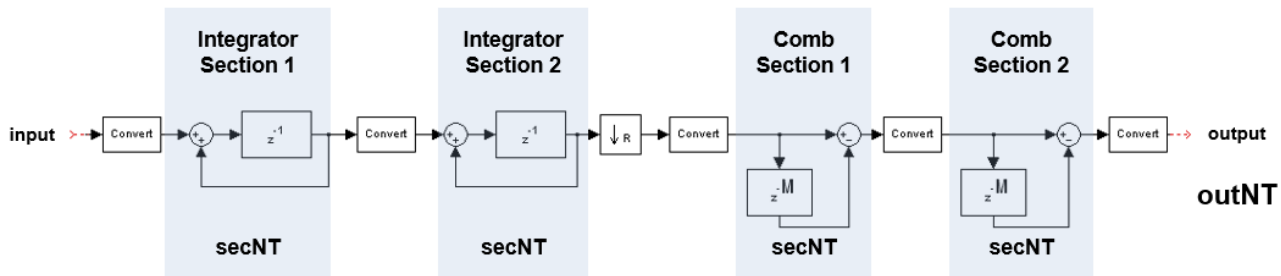 Integrator
Section 1
Integrator
Section 2
Comb
Section 1
Comb
Section 2
input
Convert
+
+
z-1
Convert
+
+
z-1
↓ R
Convert
+
−
z-M
Convert
+
−
z-M
Convert
output
outNT
secNT
secNT
secNT
secNT